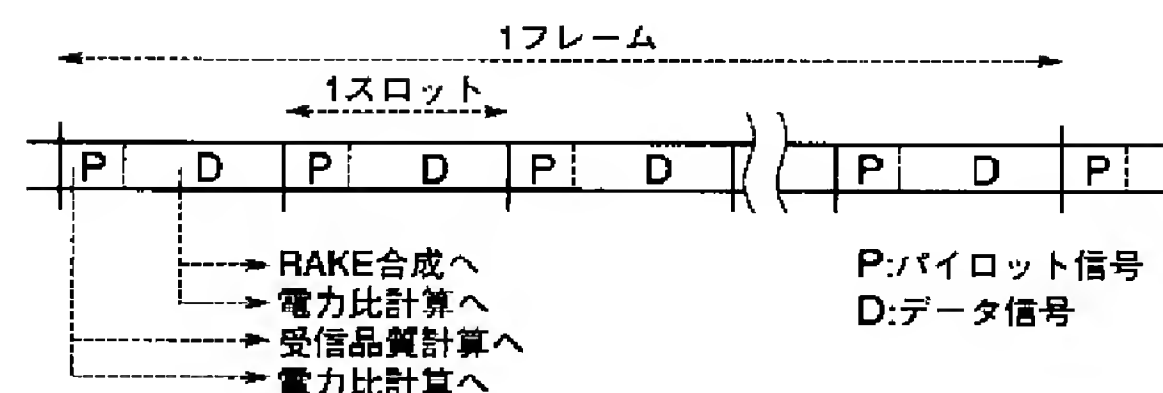 1フレーム
1スロット
P D P D P D P D P
RAKE合成へ
電力比計算へ
受信品質計算へ
電力比計算へ
P:パイロット信号
D:データ信号